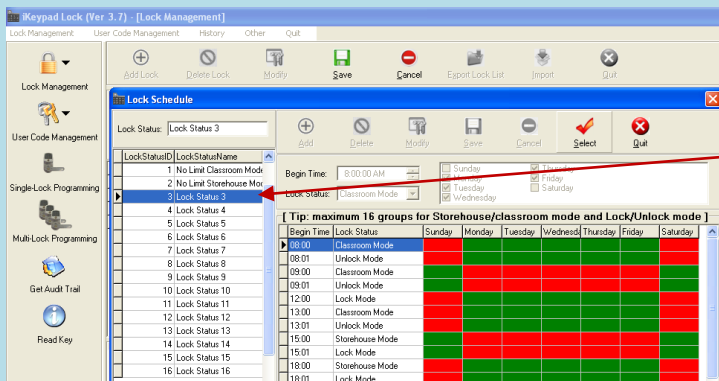 iKeypad Lock (Ver 3.7) - [Lock Management]
Lock Management User Code Management History Other Quit
Add Lock Delete Lock Modify Save Cancel Export Lock List Import Quit
Lock Management
User Code Management
Single-Lock Programming
Multi-Lock Programming
Get Audit Trail
Read Key
Lock Schedule
Lock Status: Lock Status 3
Add Delete Modify Save Cancel Select Quit
LockStatusID LockStatusName
1 No Limit Classroom Mode
2 No Limit Storehouse Moc
3 Lock Status 3
4 Lock Status 4
5 Lock Status 5
6 Lock Status 6
7 Lock Status 7
8 Lock Status 8
9 Lock Status 9
10 Lock Status 10
11 Lock Status 11
12 Lock Status 12
13 Lock Status 13
14 Lock Status 14
15 Lock Status 15
16 Lock Status 16
Begin Time: 8:00:00 AM
Lock Status: Classroom Mode
Sunday Thursday
Monday Friday
Tuesday Saturday
Wednesday
[ Tip: maximum 16 groups for Storehouse/classroom mode and Lock/Unlock mode ]
Begin Time Lock Status Sunday Monday Tuesday Wednesda Thursday Friday Saturday
08:00 Classroom Mode
08:01 Unlock Mode
09:00 Classroom Mode
09:01 Unlock Mode
12:00 Lock Mode
13:00 Classroom Mode
13:01 Unlock Mode
15:00 Storehouse Mode
15:01 Lock Mode
18:00 Storehouse Mode
18:01 Lock Mode